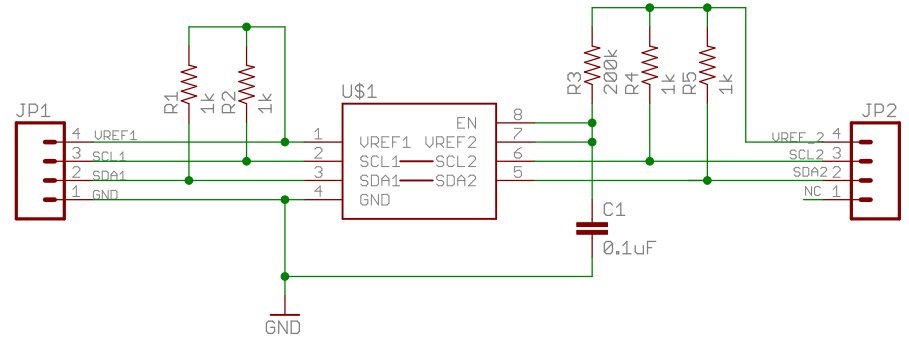 JP1
4 VREF1
3 SCL1
2 SDA1
1 GND
R1 1k
R2 1k
U$1
1 VREF1
2 SCL1
3 SDA1
4 GND
EN 8
VREF2 7
SCL2 6
SDA2 5
R3 200k
R4 1k
R5 1k
C1
0.1uF
GND
JP2
VREF_2 4
SCL2 3
SDA2 2
NC 1